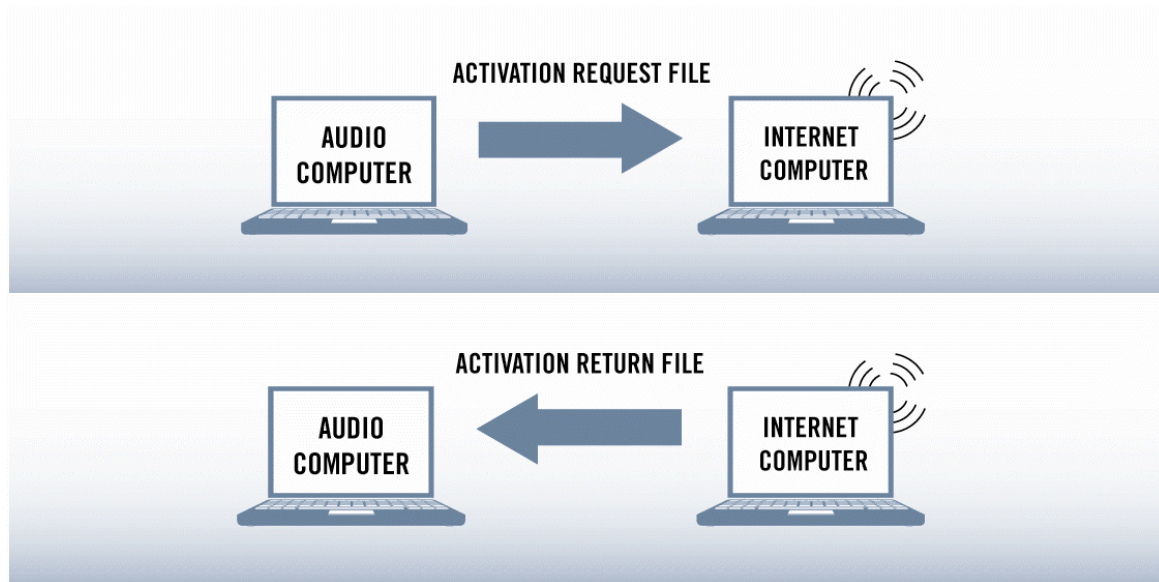 ACTIVATION REQUEST FILE
AUDIO
COMPUTER
INTERNET
COMPUTER
ACTIVATION RETURN FILE
AUDIO
COMPUTER
INTERNET
COMPUTER